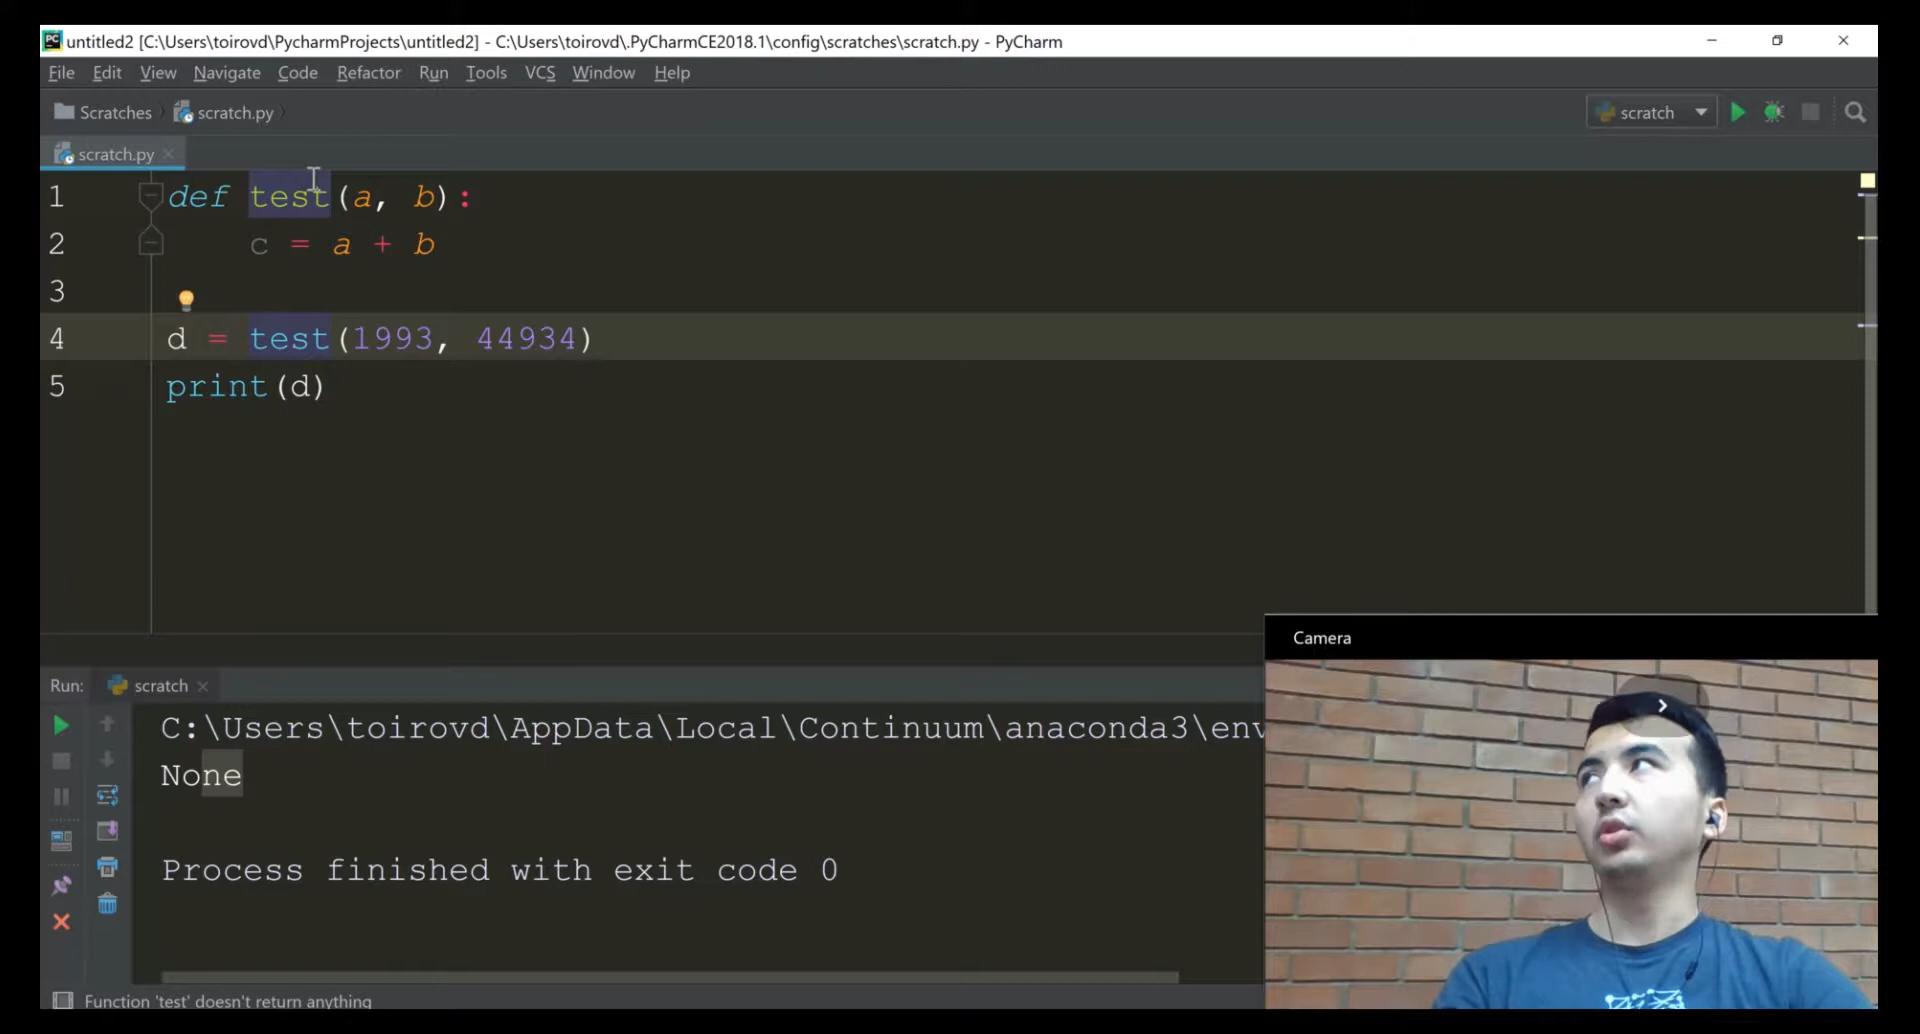 untitled2 [C:\Users\toirovd\PycharmProjects\untitled2] - C:\Users\toirovd\.PyCharmCE2018.1\config\scratches\scratch.py - PyCharm
File Edit View Navigate Code Refactor Run Tools VCS Window Help
Scratches scratch.py scratch
scratch.py
1 def test(a, b):
2 c = a + b
3
4 d = test(1993, 44934)
5 print(d)
Camera
Run: scratch
C:\Users\toirovd\AppData\Local\Continuum\anaconda3\env
None
Process finished with exit code 0
Function 'test' doesn't return anything